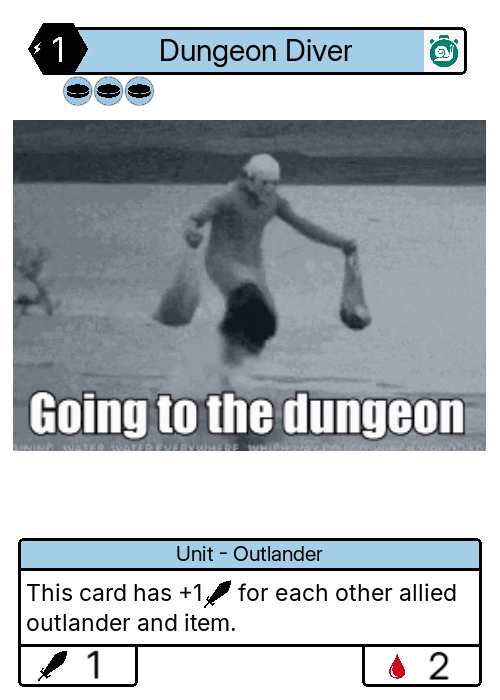 1
Dungeon Diver
Going to the dungeon
Unit - Outlander
This card has +1 for each other allied
outlander and item.
1
2